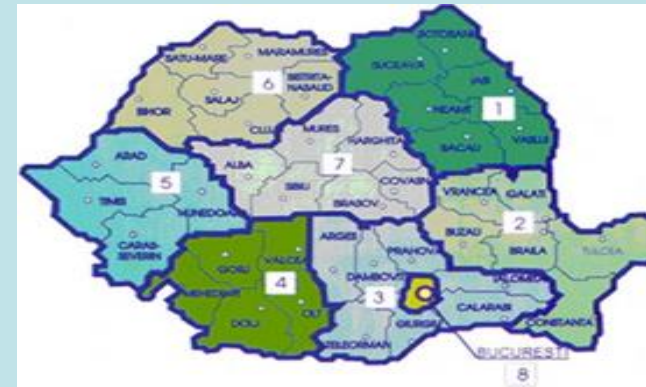 BOTOSANI
SATU-MARE
MARAMURES
SUCEAVA
6
BISTRITA-
NASAUD
IASI
SALAJ
NEAMT
1
BIHOR
CLUJ
MURES
HARGHITA
BACAU
VASLUI
ARAD
ALBA
7
5
COVASNA
VRANCEA
GALATI
TIMIS
SIBIU
2
HUNEDOARA
BRASOV
BUZAU
BRAILA
TULCEA
CARAS-
SEVERIN
ARGES
PRAHOVA
GORJ
VALCEA
DAMBOVITA
IALOMITA
4
3
MEHEDINTI
OLT
CALARASI
DOLJ
GIURGIU
CONSTANTA
TELEORMAN
BUCURESTI
8